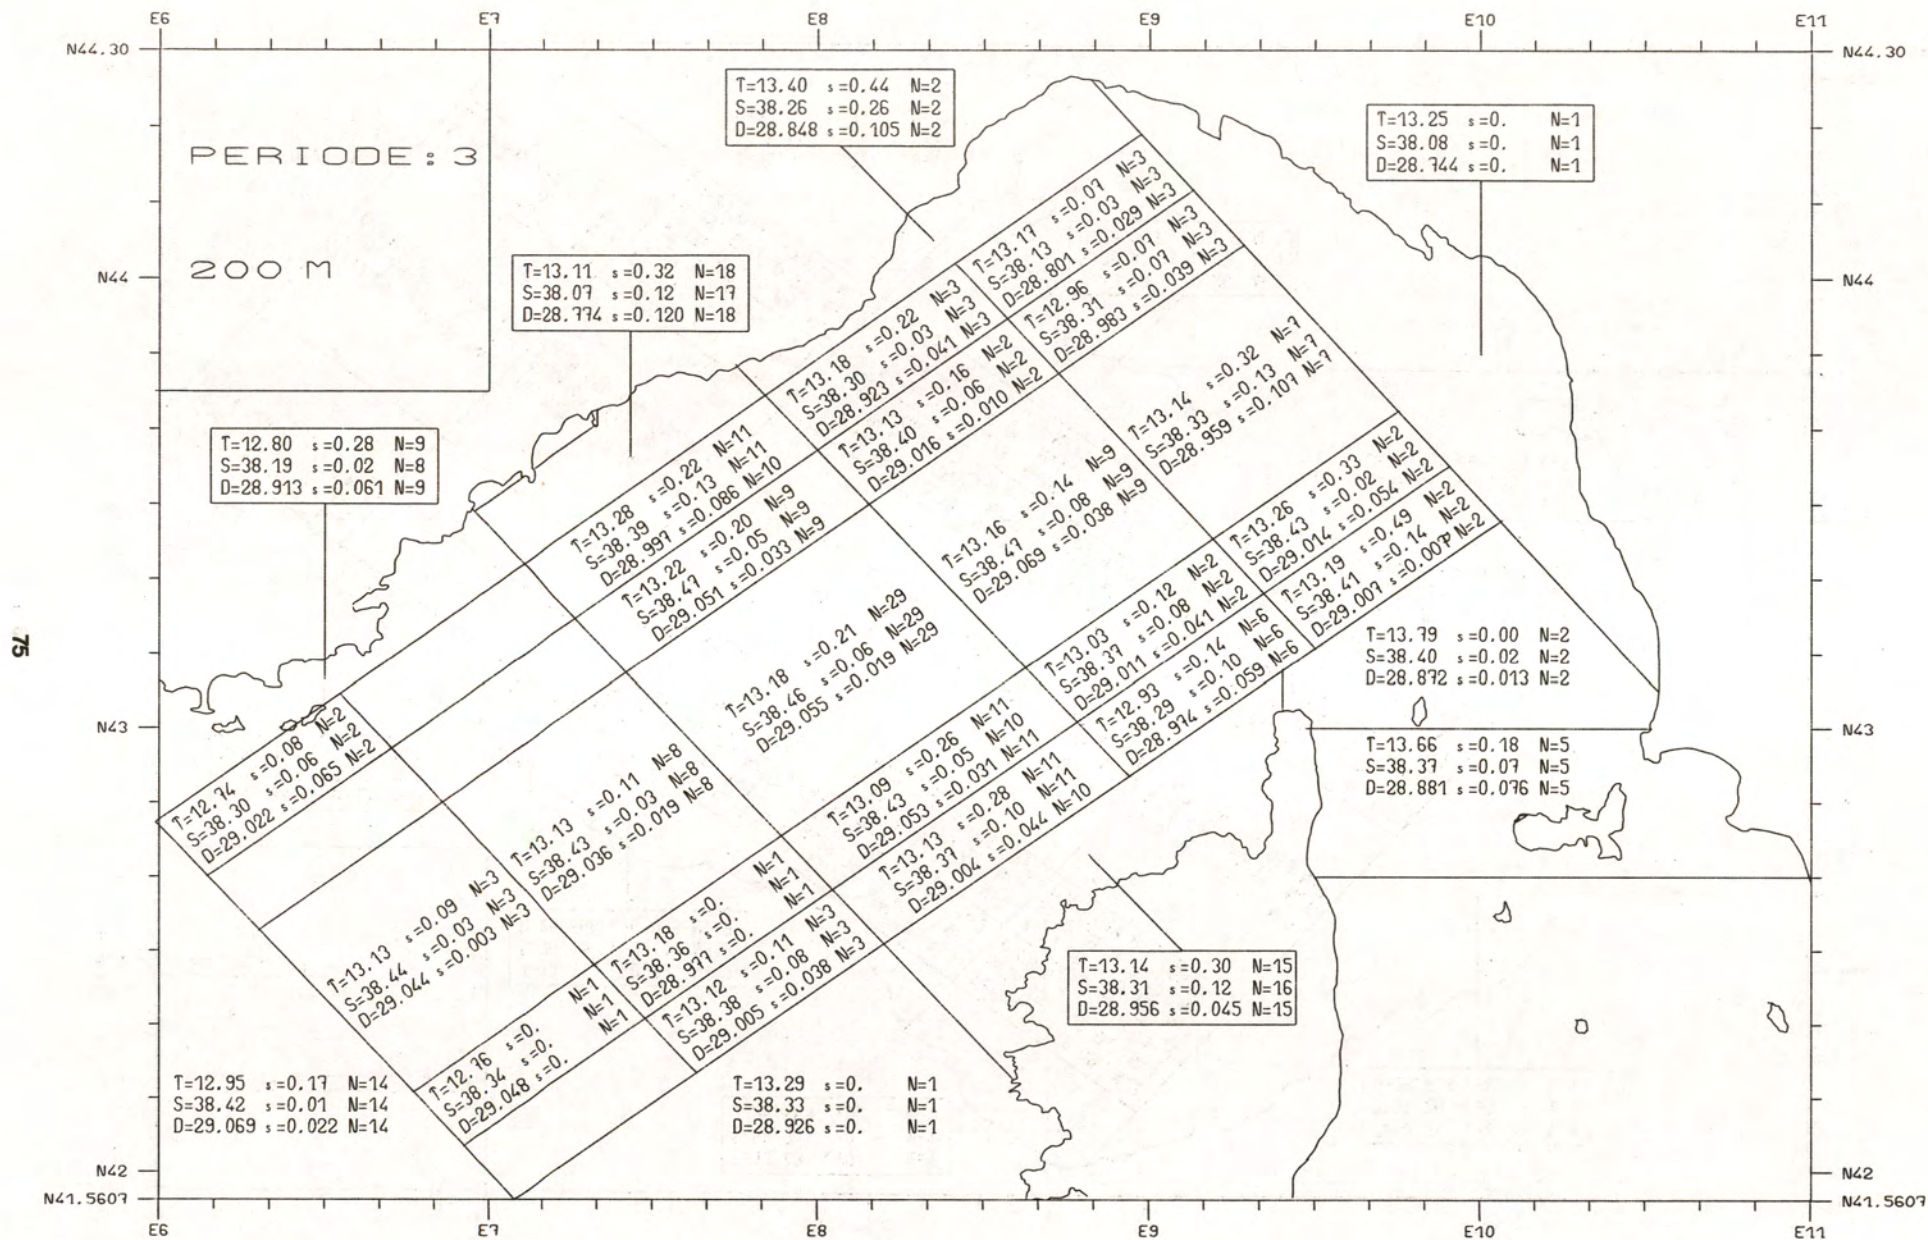 E6 E7 E8 E9 E10 E11
N44.30 N44.30
PERIODE: 3
200 M
T=13.40 s=0.44 N=2
S=38.26 s=0.26 N=2
D=28.848 s=0.105 N=2
T=13.25 s=0. N=1
S=38.08 s=0. N=1
D=28.744 s=0. N=1
T=13.11 s=0.32 N=18
S=38.07 s=0.12 N=17
D=28.774 s=0.120 N=18
N44 N44
T=13.17 s=0.07 N=3
S=38.13 s=0.03 N=3
D=28.801 s=0.029 N=3
T=12.96 s=0.07 N=3
S=38.31 s=0.07 N=3
D=28.983 s=0.039 N=3
T=13.18 s=0.22 N=3
S=38.30 s=0.03 N=3
D=28.923 s=0.041 N=3
T=13.13 s=0.16 N=2
S=38.40 s=0.06 N=2
D=29.016 s=0.010 N=2
T=13.14 s=0.32 N=7
S=38.33 s=0.13 N=7
D=28.959 s=0.107 N=7
T=12.80 s=0.28 N=9
S=38.19 s=0.02 N=8
D=28.913 s=0.061 N=9
T=13.28 s=0.22 N=11
S=38.39 s=0.13 N=11
D=28.997 s=0.086 N=10
T=13.22 s=0.20 N=9
S=38.47 s=0.05 N=9
D=29.051 s=0.033 N=9
T=13.16 s=0.14 N=9
S=38.47 s=0.08 N=9
D=29.069 s=0.038 N=9
T=13.26 s=0.33 N=2
S=38.43 s=0.02 N=2
D=29.014 s=0.054 N=2
T=13.19 s=0.49 N=2
S=38.41 s=0.14 N=2
D=29.007 s=0.007 N=2
T=13.18 s=0.21 N=29
S=38.46 s=0.06 N=29
D=29.055 s=0.019 N=29
T=13.03 s=0.12 N=2
S=38.37 s=0.08 N=2
D=29.011 s=0.041 N=2
T=12.93 s=0.14 N=6
S=38.29 s=0.10 N=6
D=28.974 s=0.059 N=6
T=13.79 s=0.00 N=2
S=38.40 s=0.02 N=2
D=28.872 s=0.013 N=2
75
N43 N43
T=13.66 s=0.18 N=5
S=38.37 s=0.07 N=5
D=28.881 s=0.076 N=5
T=12.74 s=0.08 N=2
S=38.30 s=0.06 N=2
D=29.022 s=0.065 N=2
T=13.13 s=0.11 N=8
S=38.43 s=0.03 N=8
D=29.036 s=0.019 N=8
T=13.09 s=0.26 N=11
S=38.43 s=0.05 N=10
D=29.053 s=0.031 N=11
T=13.13 s=0.28 N=11
S=38.37 s=0.10 N=11
D=29.004 s=0.044 N=10
T=13.13 s=0.09 N=3
S=38.44 s=0.03 N=3
D=29.044 s=0.003 N=3
T=13.18 s=0. N=1
S=38.36 s=0. N=1
D=28.977 s=0. N=1
T=13.12 s=0.11 N=3
S=38.38 s=0.08 N=3
D=29.005 s=0.038 N=3
T=13.14 s=0.30 N=15
S=38.31 s=0.12 N=16
D=28.956 s=0.045 N=15
T=12.76 s=0. N=1
S=38.34 s=0. N=1
D=29.048 s=0. N=1
T=12.95 s=0.17 N=14
S=38.42 s=0.01 N=14
D=29.069 s=0.022 N=14
T=13.29 s=0. N=1
S=38.33 s=0. N=1
D=28.926 s=0. N=1
N42 N42
N41.5607 N41.5607
E6 E7 E8 E9 E10 E11